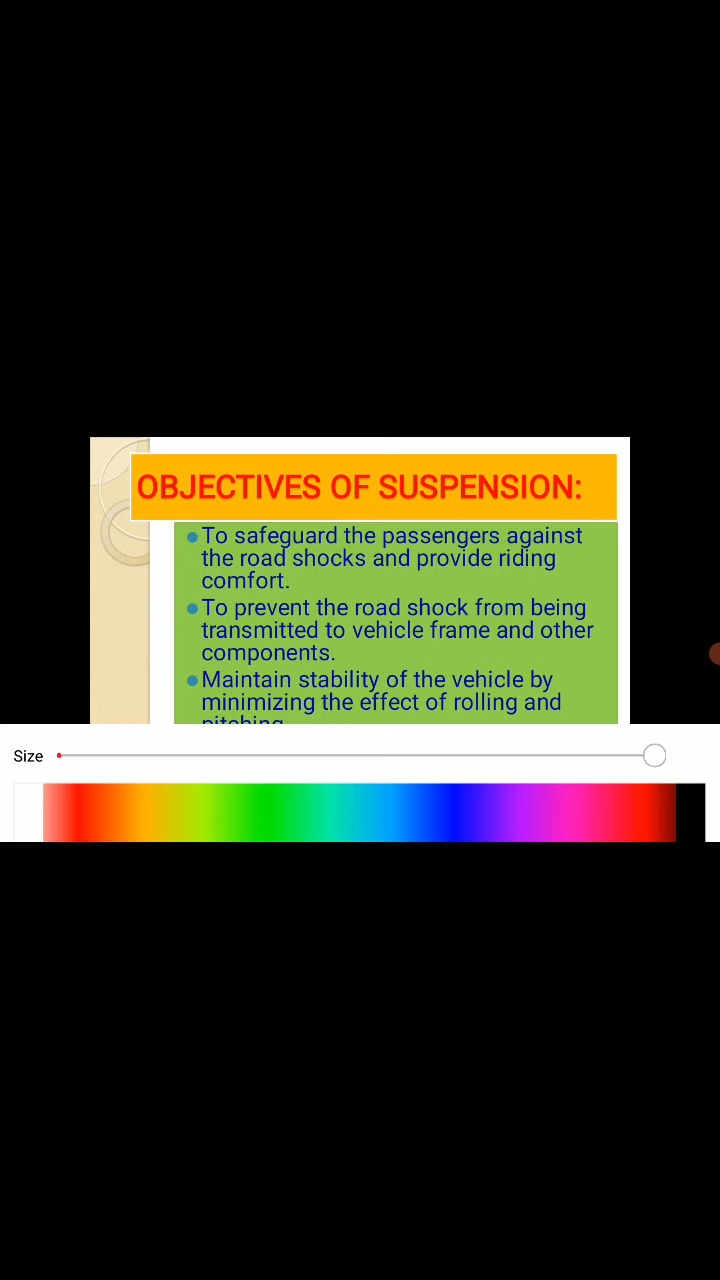 OBJECTIVES OF SUSPENSION:
To safeguard the passengers against
the road shocks and provide riding
comfort.
To prevent the road shock from being
transmitted to vehicle frame and other
components.
Maintain stability of the vehicle by
minimizing the effect of rolling and
pitching
Size